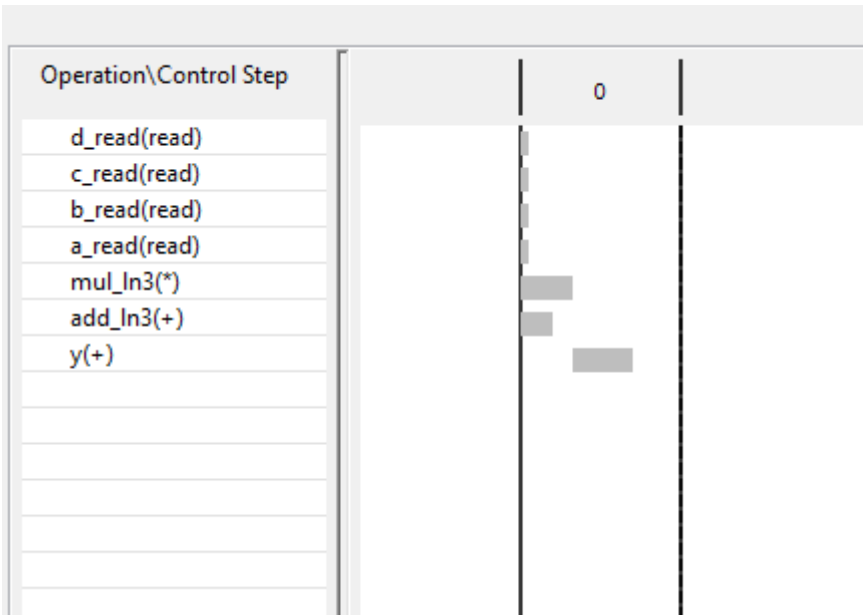 Operation\Control Step
0
d_read(read)
c_read(read)
b_read(read)
a_read(read)
mul_ln3(*)
add_ln3(+)
y(+)